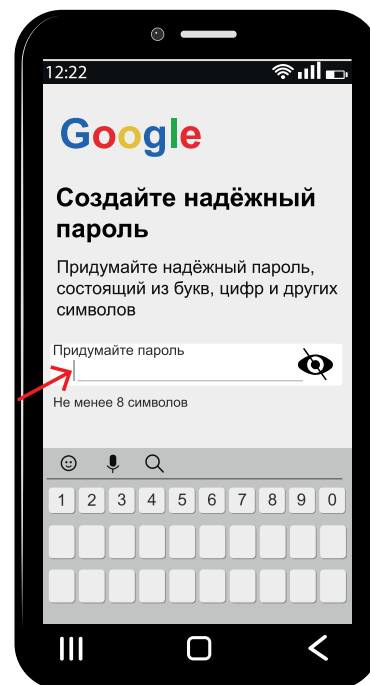 12:22
Google
Создайте надёжный
пароль
Придумайте надёжный пароль,
состоящий из букв, цифр и других
символов
Придумайте пароль
Не менее 8 символов
1 2 3 4 5 6 7 8 9 0